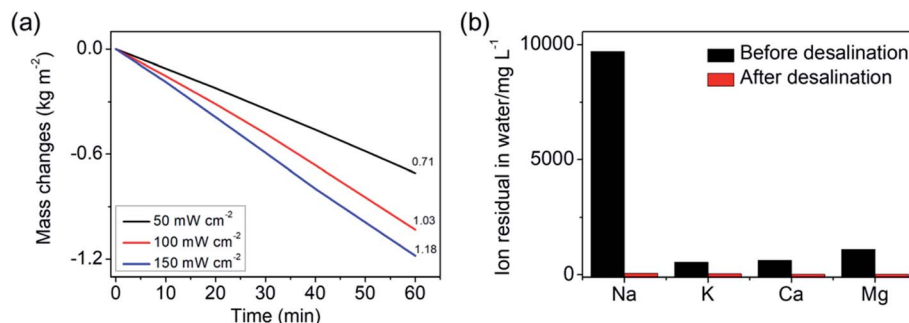 (a)
Mass changes (kg m⁻²)
0.0
-0.6
-1.2
0.71
1.03
1.18
50 mW cm⁻²
100 mW cm⁻²
150 mW cm⁻²
0 10 20 30 40 50 60
Time (min)
(b)
Ion residual in water/mg L⁻¹
10000
5000
0
Before desalination
After desalination
Na K Ca Mg